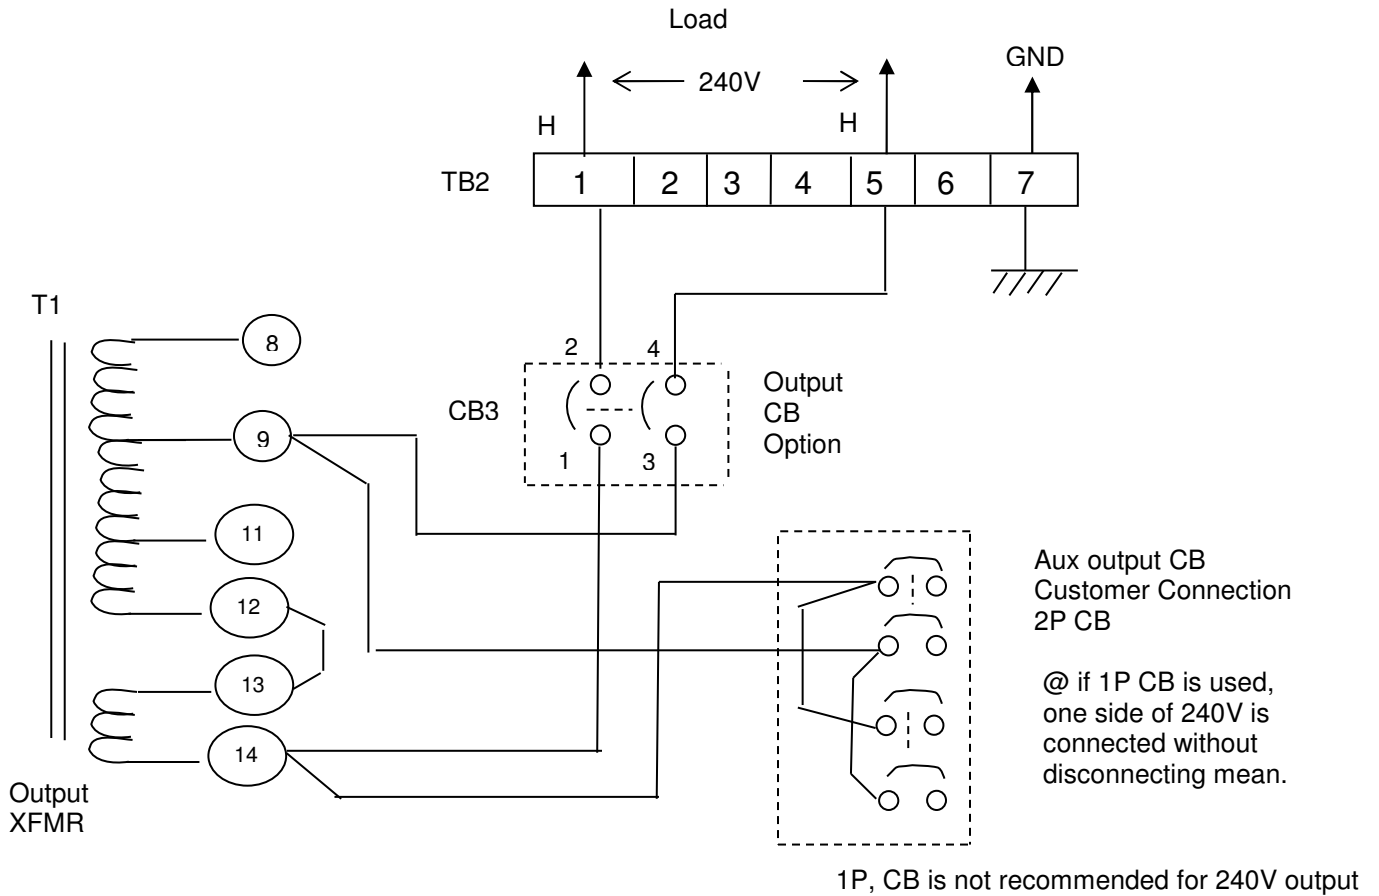 Load
240V
GND
H
H
TB2
1 2 3 4 5 6 7
T1
8
2 4
CB3
Output
CB
Option
9
1 3
11
12
13
14
Aux output CB
Customer Connection
2P CB
@ if 1P CB is used,
one side of 240V is
connected without
disconnecting mean.
Output
XFMR
1P, CB is not recommended for 240V output